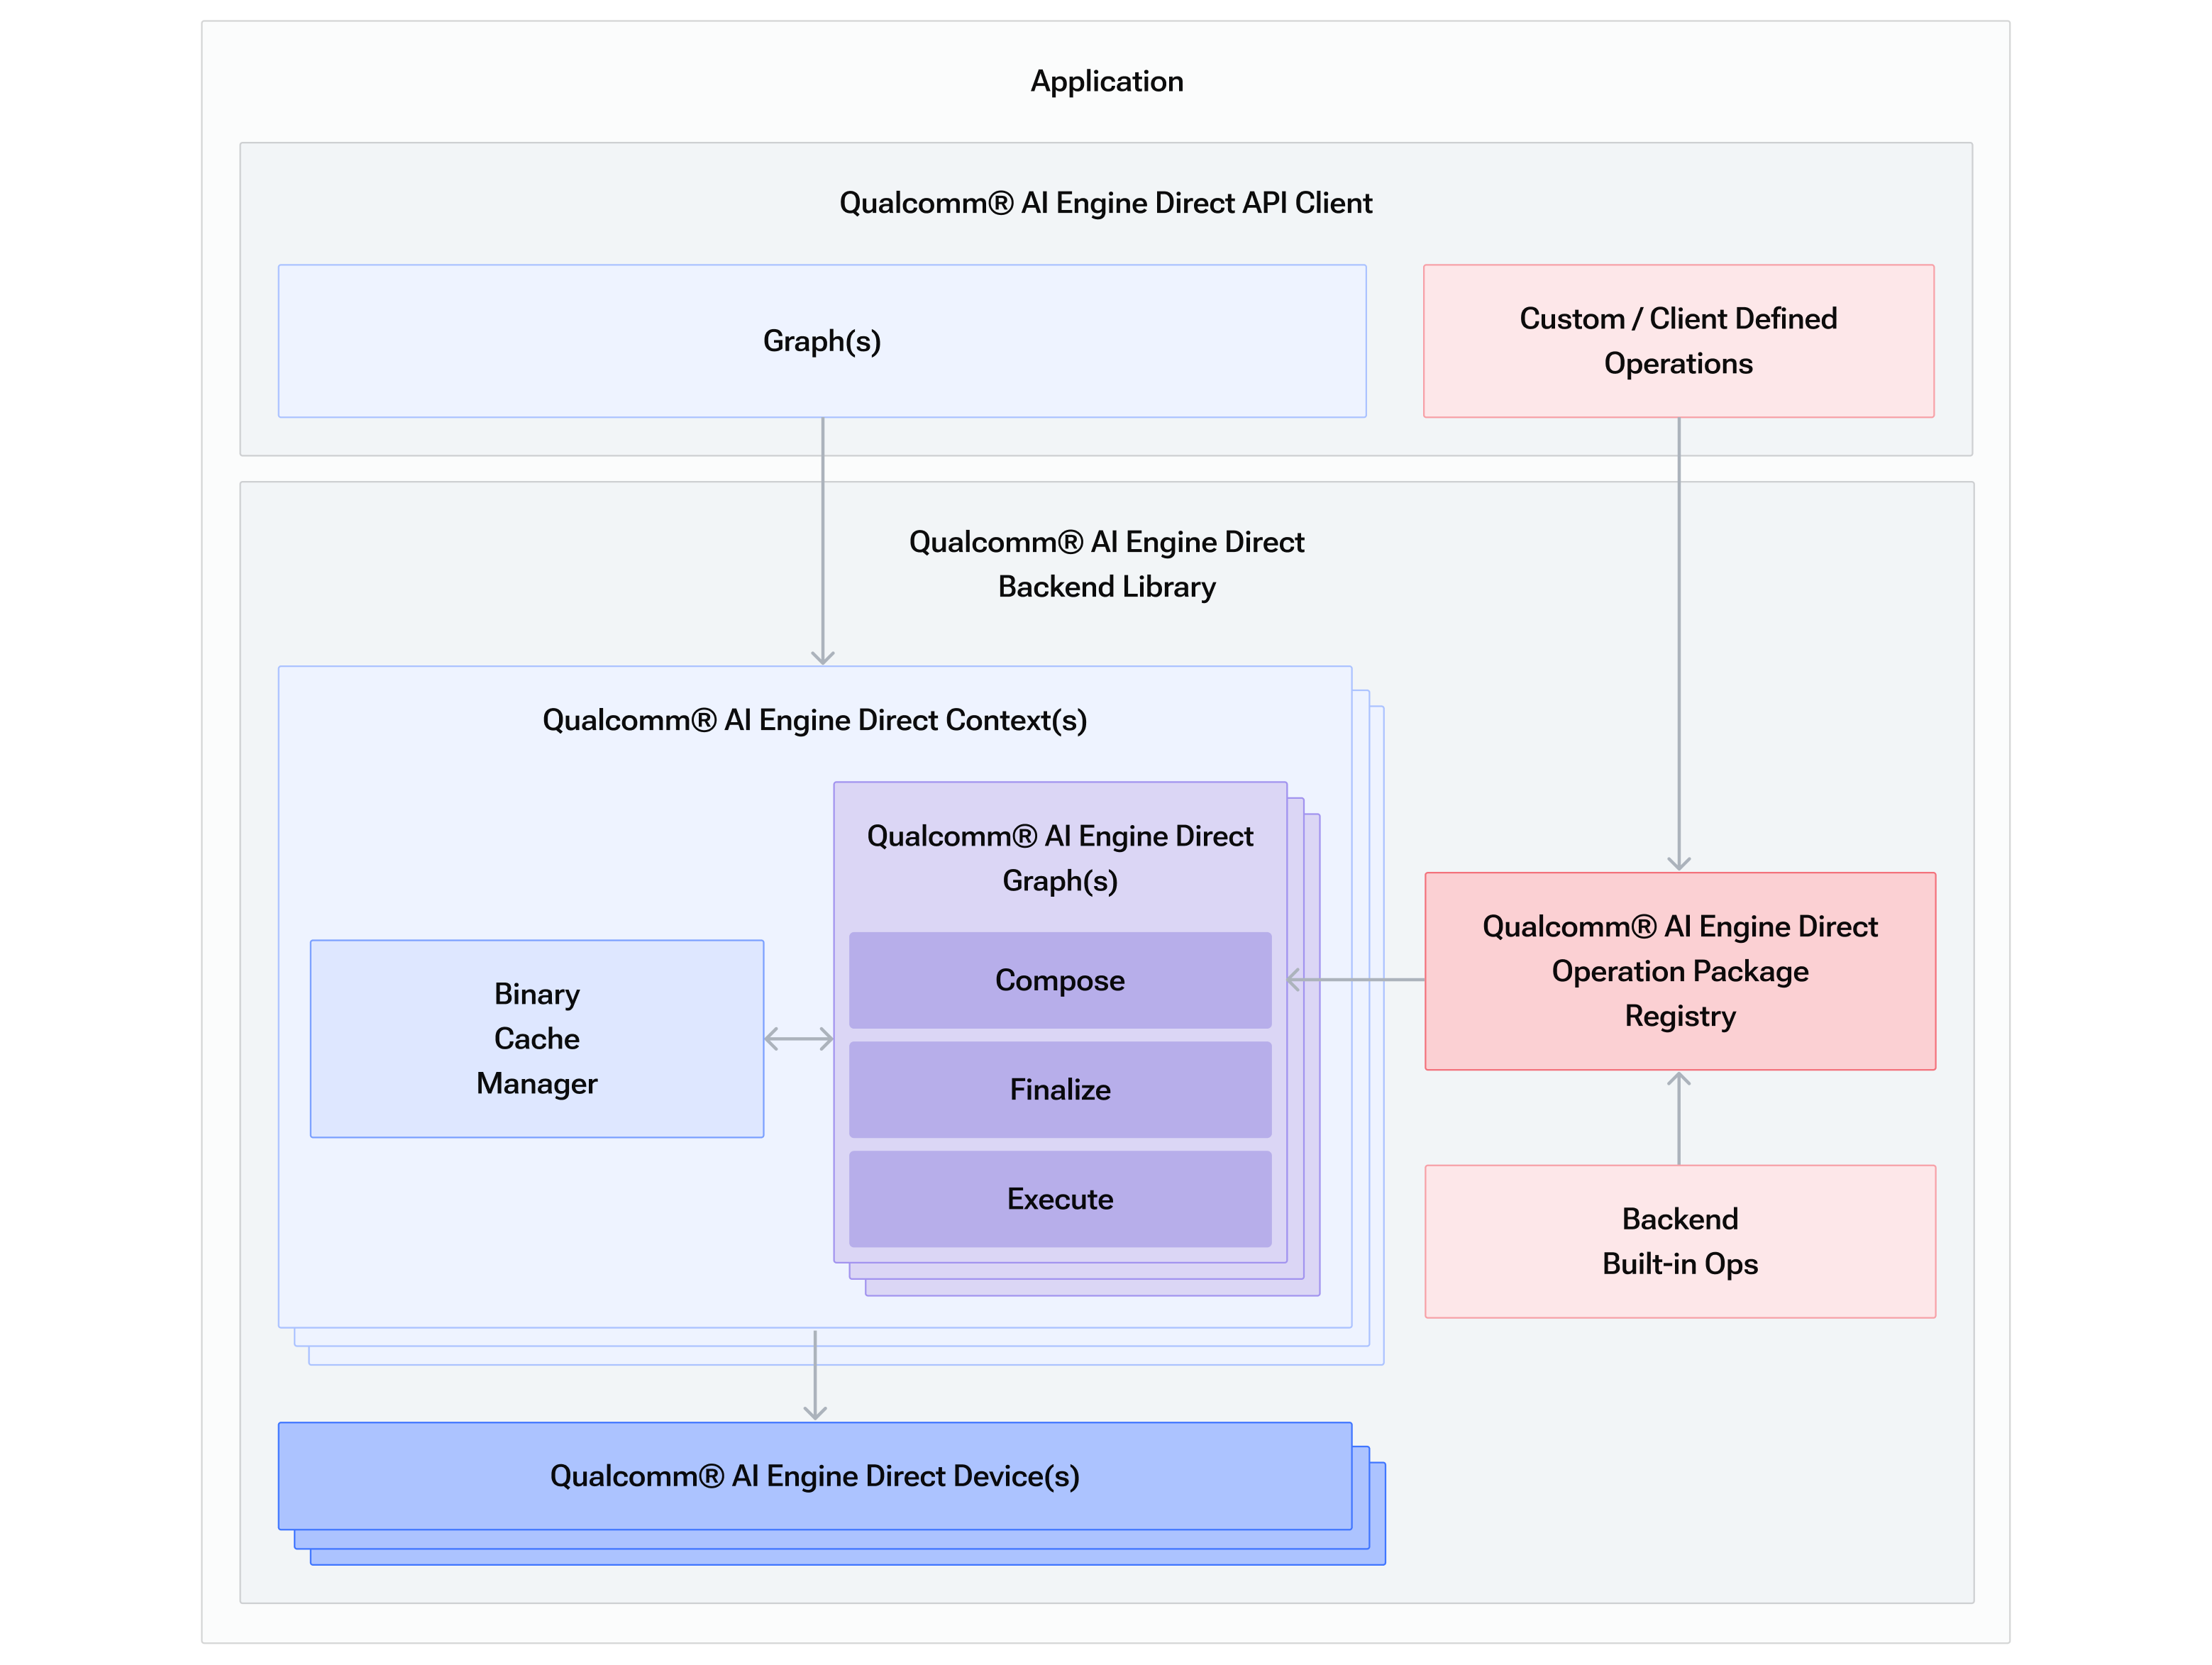 Application
Qualcomm® AI Engine Direct API Client
Graph(s)
Custom / Client Defined
Operations
Qualcomm® AI Engine Direct
Backend Library
Qualcomm® AI Engine Direct Context(s)
Qualcomm® AI Engine Direct
Graph(s)
Compose
Finalize
Execute
Binary
Cache
Manager
Qualcomm® AI Engine Direct
Operation Package
Registry
Backend
Built-in Ops
Qualcomm® AI Engine Direct Device(s)